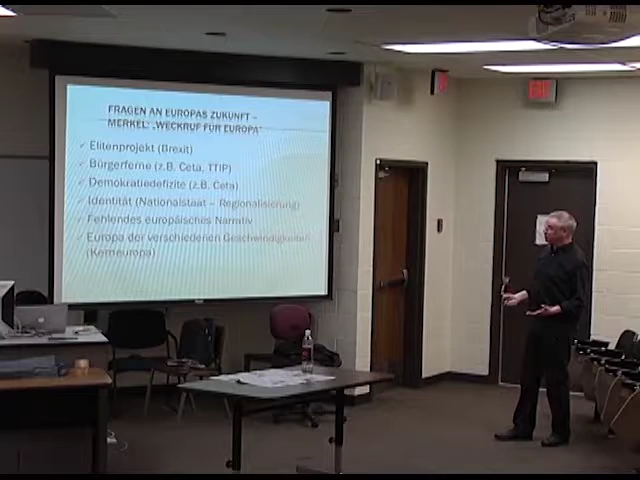 FRAGEN AN EUROPAS ZUKUNFT –
MERKEL: „WECKRUF FÜR EUROPA"
✓ Elitenprojekt (Brexit)
✓ Bürgerferne (z.B. Ceta, TTIP)
✓ Demokratiedefizite (z.B. Ceta)
✓ Identität (Nationalstaat – Regionalisierung)
✓ Fehlendes europäisches Narrativ
✓ Europa der verschiedenen Geschwindigkeiten
(Kerneuropa)
EXIT